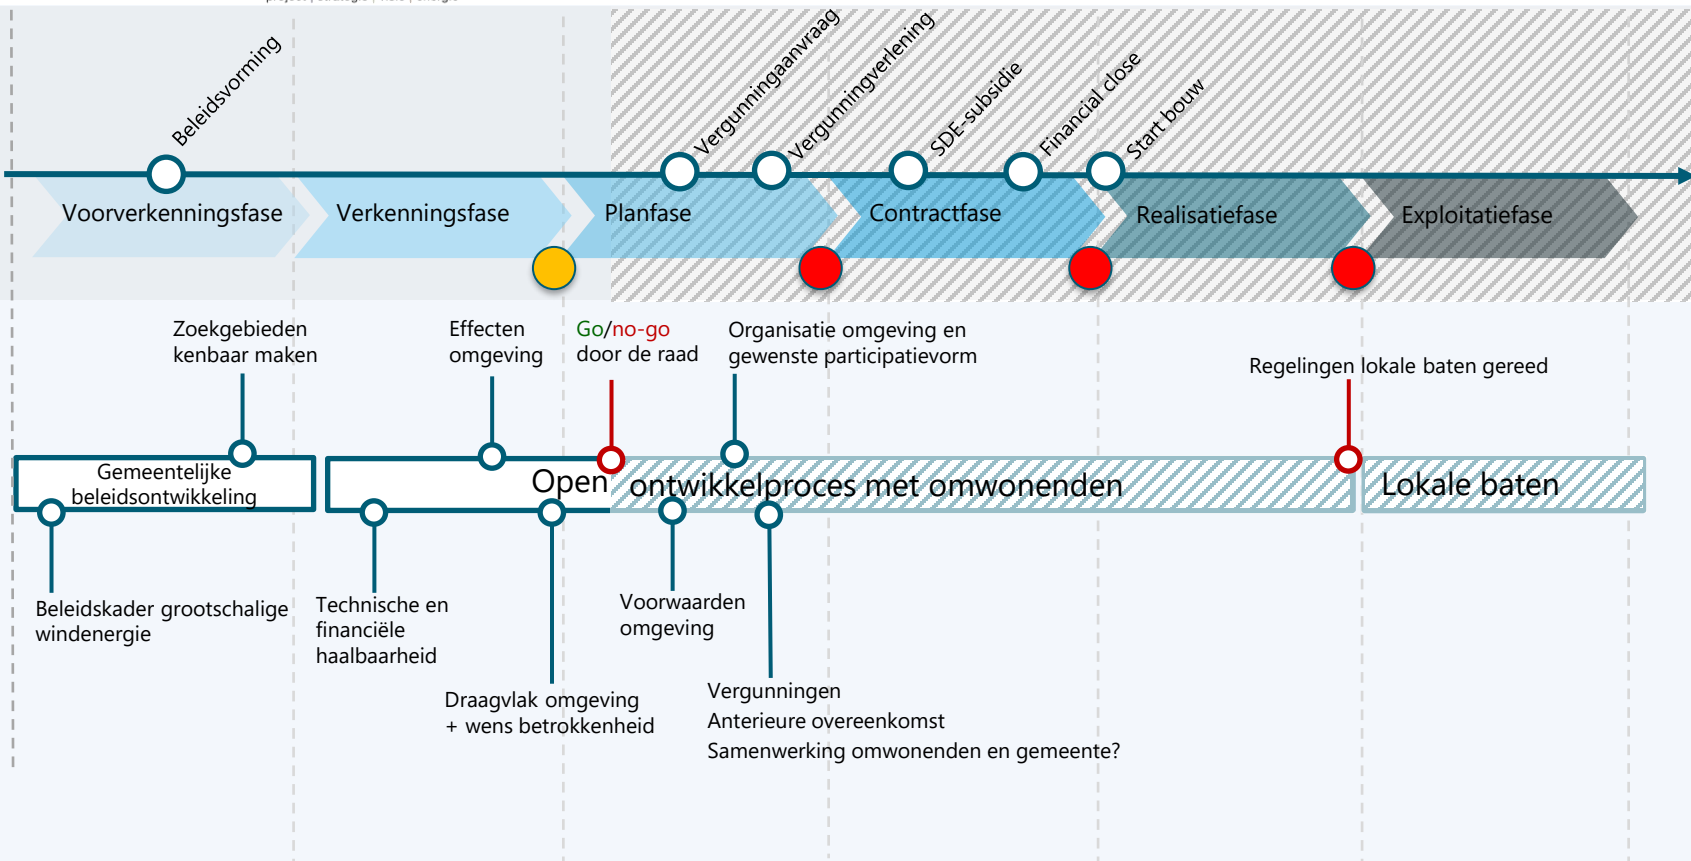 Beleidsvorming
Vergunningaanvraag
Vergunningverlening
SDE-subsidie
Financial close
Start bouw
Voorverkenningsfase
Verkenningsfase
Planfase
Contractfase
Realisatiefase
Exploitatiefase
Zoekgebieden
kenbaar maken
Effecten
omgeving
Go/no-go
door de raad
Organisatie omgeving en
gewenste participatievorm
Regelingen lokale baten gereed
Gemeentelijke
beleidsontwikkeling
Open ontwikkelproces met omwonenden
Lokale baten
Beleidskader grootschalige
windenergie
Technische en
financiële
haalbaarheid
Voorwaarden
omgeving
Draagvlak omgeving
+ wens betrokkenheid
Vergunningen
Anterieure overeenkomst
Samenwerking omwonenden en gemeente?